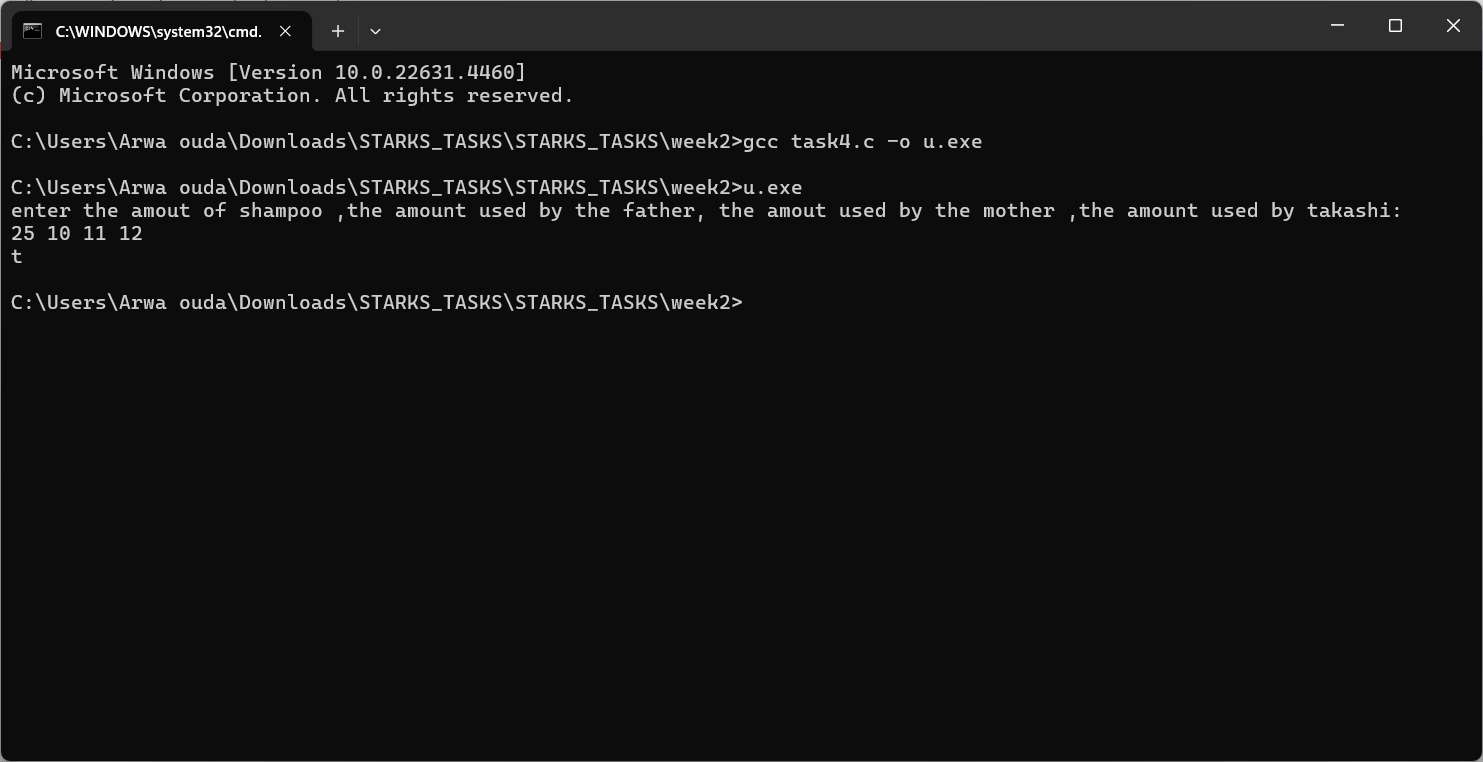 C:\WINDOWS\system32\cmd.
Microsoft Windows [Version 10.0.22631.4460]
(c) Microsoft Corporation. All rights reserved.
C:\Users\Arwa ouda\Downloads\STARKS_TASKS\STARKS_TASKS\week2>gcc task4.c -o u.exe
C:\Users\Arwa ouda\Downloads\STARKS_TASKS\STARKS_TASKS\week2>u.exe
enter the amout of shampoo ,the amount used by the father, the amout used by the mother ,the amount used by takashi:
25 10 11 12
t
C:\Users\Arwa ouda\Downloads\STARKS_TASKS\STARKS_TASKS\week2>